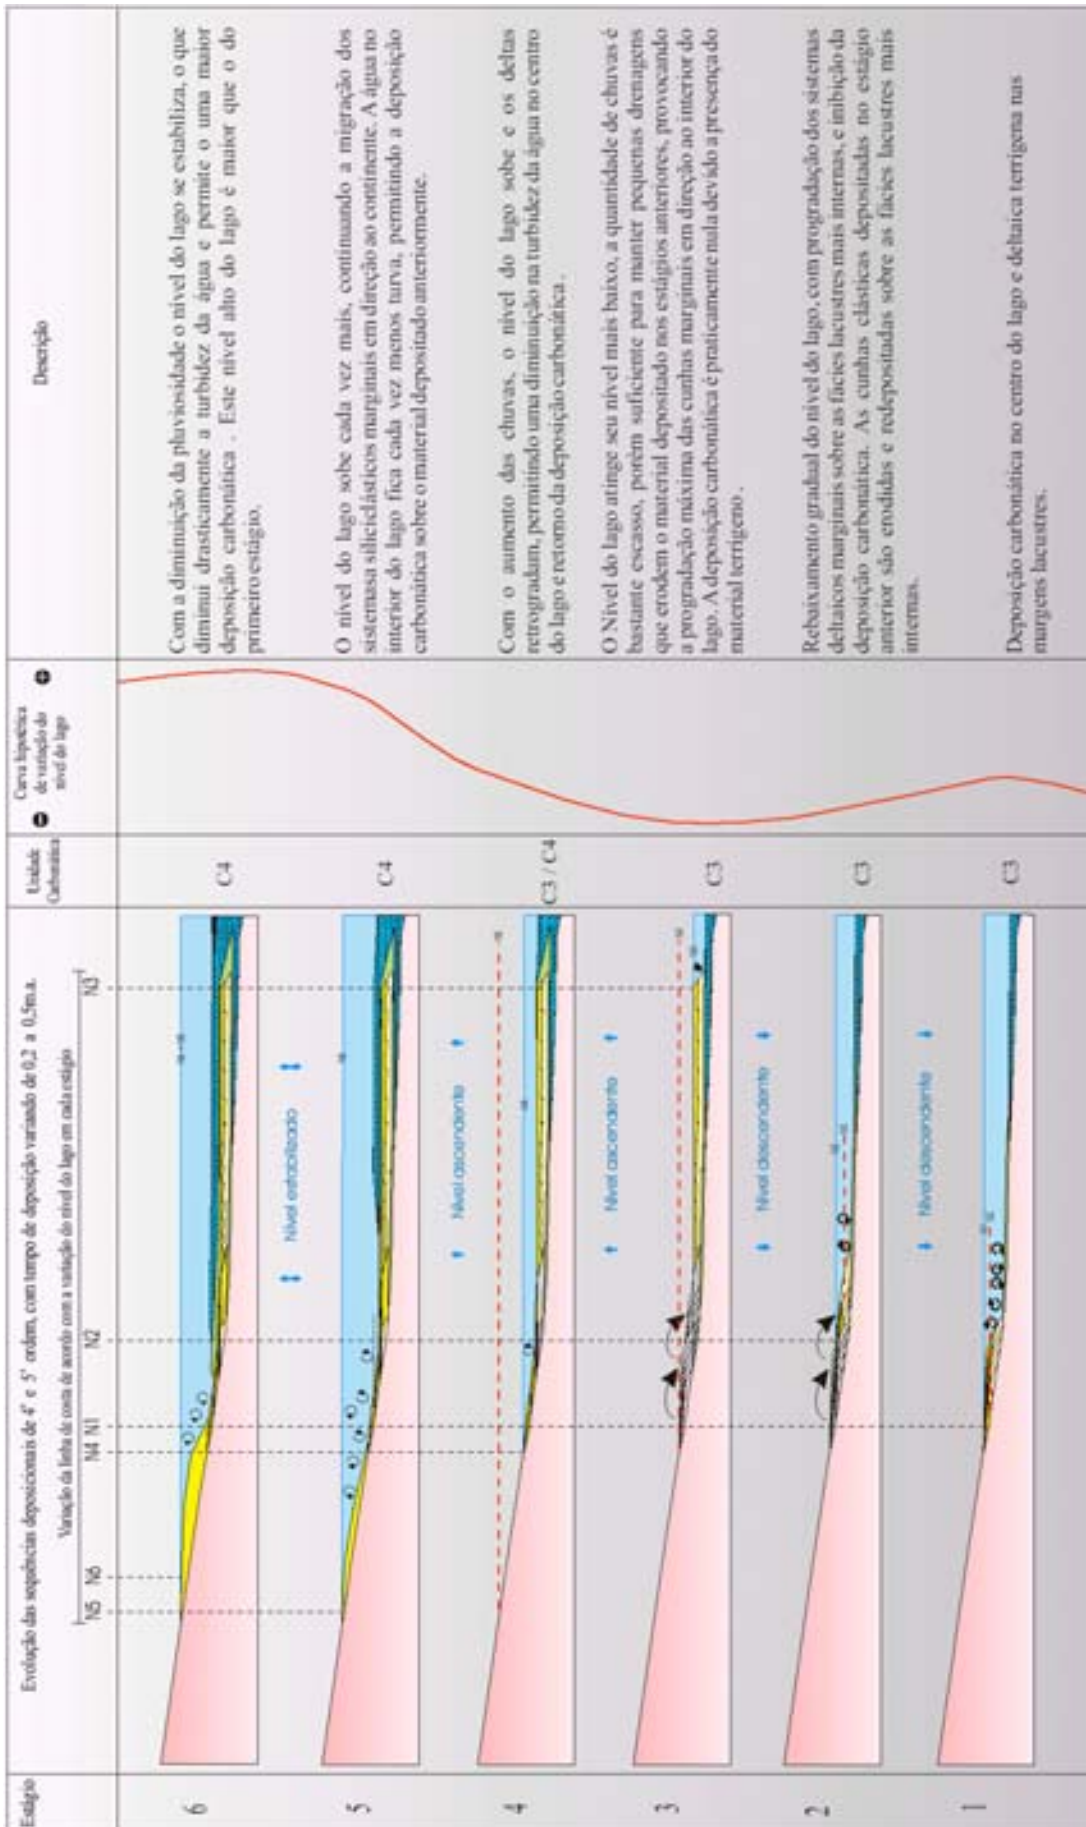 Estágio
Evolução das sequências deposicionais de 4ª e 5ª ordem, com tempo de deposição variando de 0,2 a 0,5m.a.
Variação da linha de costa de acordo com a variação do nível do lago em cada estágio
Unidade
Carbonática
Curva hipotética
de variação do
nível do lago
Descrição
N5 N6 N4 N1 N2 N3
6
C4
Com a diminuição da pluviosidade o nível do lago se estabiliza, o que
diminui drasticamente a turbidez da água e permite o uma maior
deposição carbonática . Este nível alto do lago é maior que o do
primeiro estágio.
Nível estabilizado
5
C4
O nível do lago sobe cada vez mais, continuando a migração dos
sistemasa siliciclásticos marginais em direção ao continente. A água no
interior do lago fica cada vez menos turva, permitindo a deposição
carbonática sobre o material depositado anteriormente.
Nível ascendente
4
C3 / C4
Com o aumento das chuvas, o nível do lago sobe e os deltas
retrogradam, permitindo uma diminuição na turbidez da água no centro
do lago e retorno da deposição carbonática .
Nível ascendente
3
C3
O Nível do lago atinge seu nível mais baixo, a quantidade de chuvas é
bastante escasso, porém suficiente para manter pequenas drenagens
que erodem o material depositado nos estágios anteriores, provocando
a progradação máxima das cunhas marginais em direção ao interior do
lago. A deposição carbonática é praticamente nula devido a presença do
material terrígeno .
Nível descendente
2
C3
Rebaixamento gradual do nível do lago, com progradação dos sistemas
deltaicos marginais sobre as fácies lacustres mais internas, e inibição da
deposição carbonática. As cunhas clásticas depositadas no estágio
anterior são erodidas e redepositadas sobre as fácies lacustres mais
internas.
Nível descendente
1
C3
Deposição carbonática no centro do lago e deltaica terrígena nas
margens lacustres.